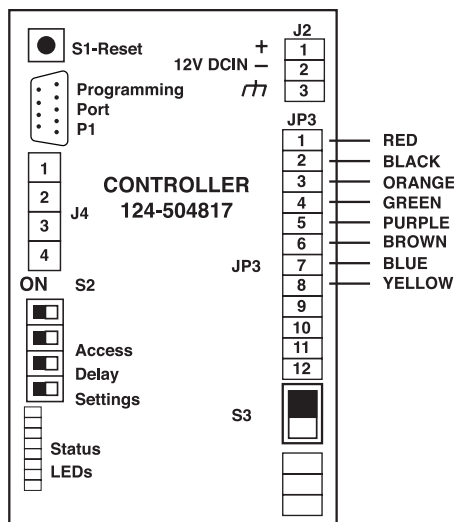 S1-Reset
Programming
Port
P1
1
2
3
4
J4
CONTROLLER
124-504817
ON
S2
Access
Delay
Settings
Status
LEDs
J2
+
12V DCIN –
1
2
3
JP3
1 RED
2 BLACK
3 ORANGE
4 GREEN
5 PURPLE
6 BROWN
7 BLUE
8 YELLOW
9
10
11
12
JP3
S3